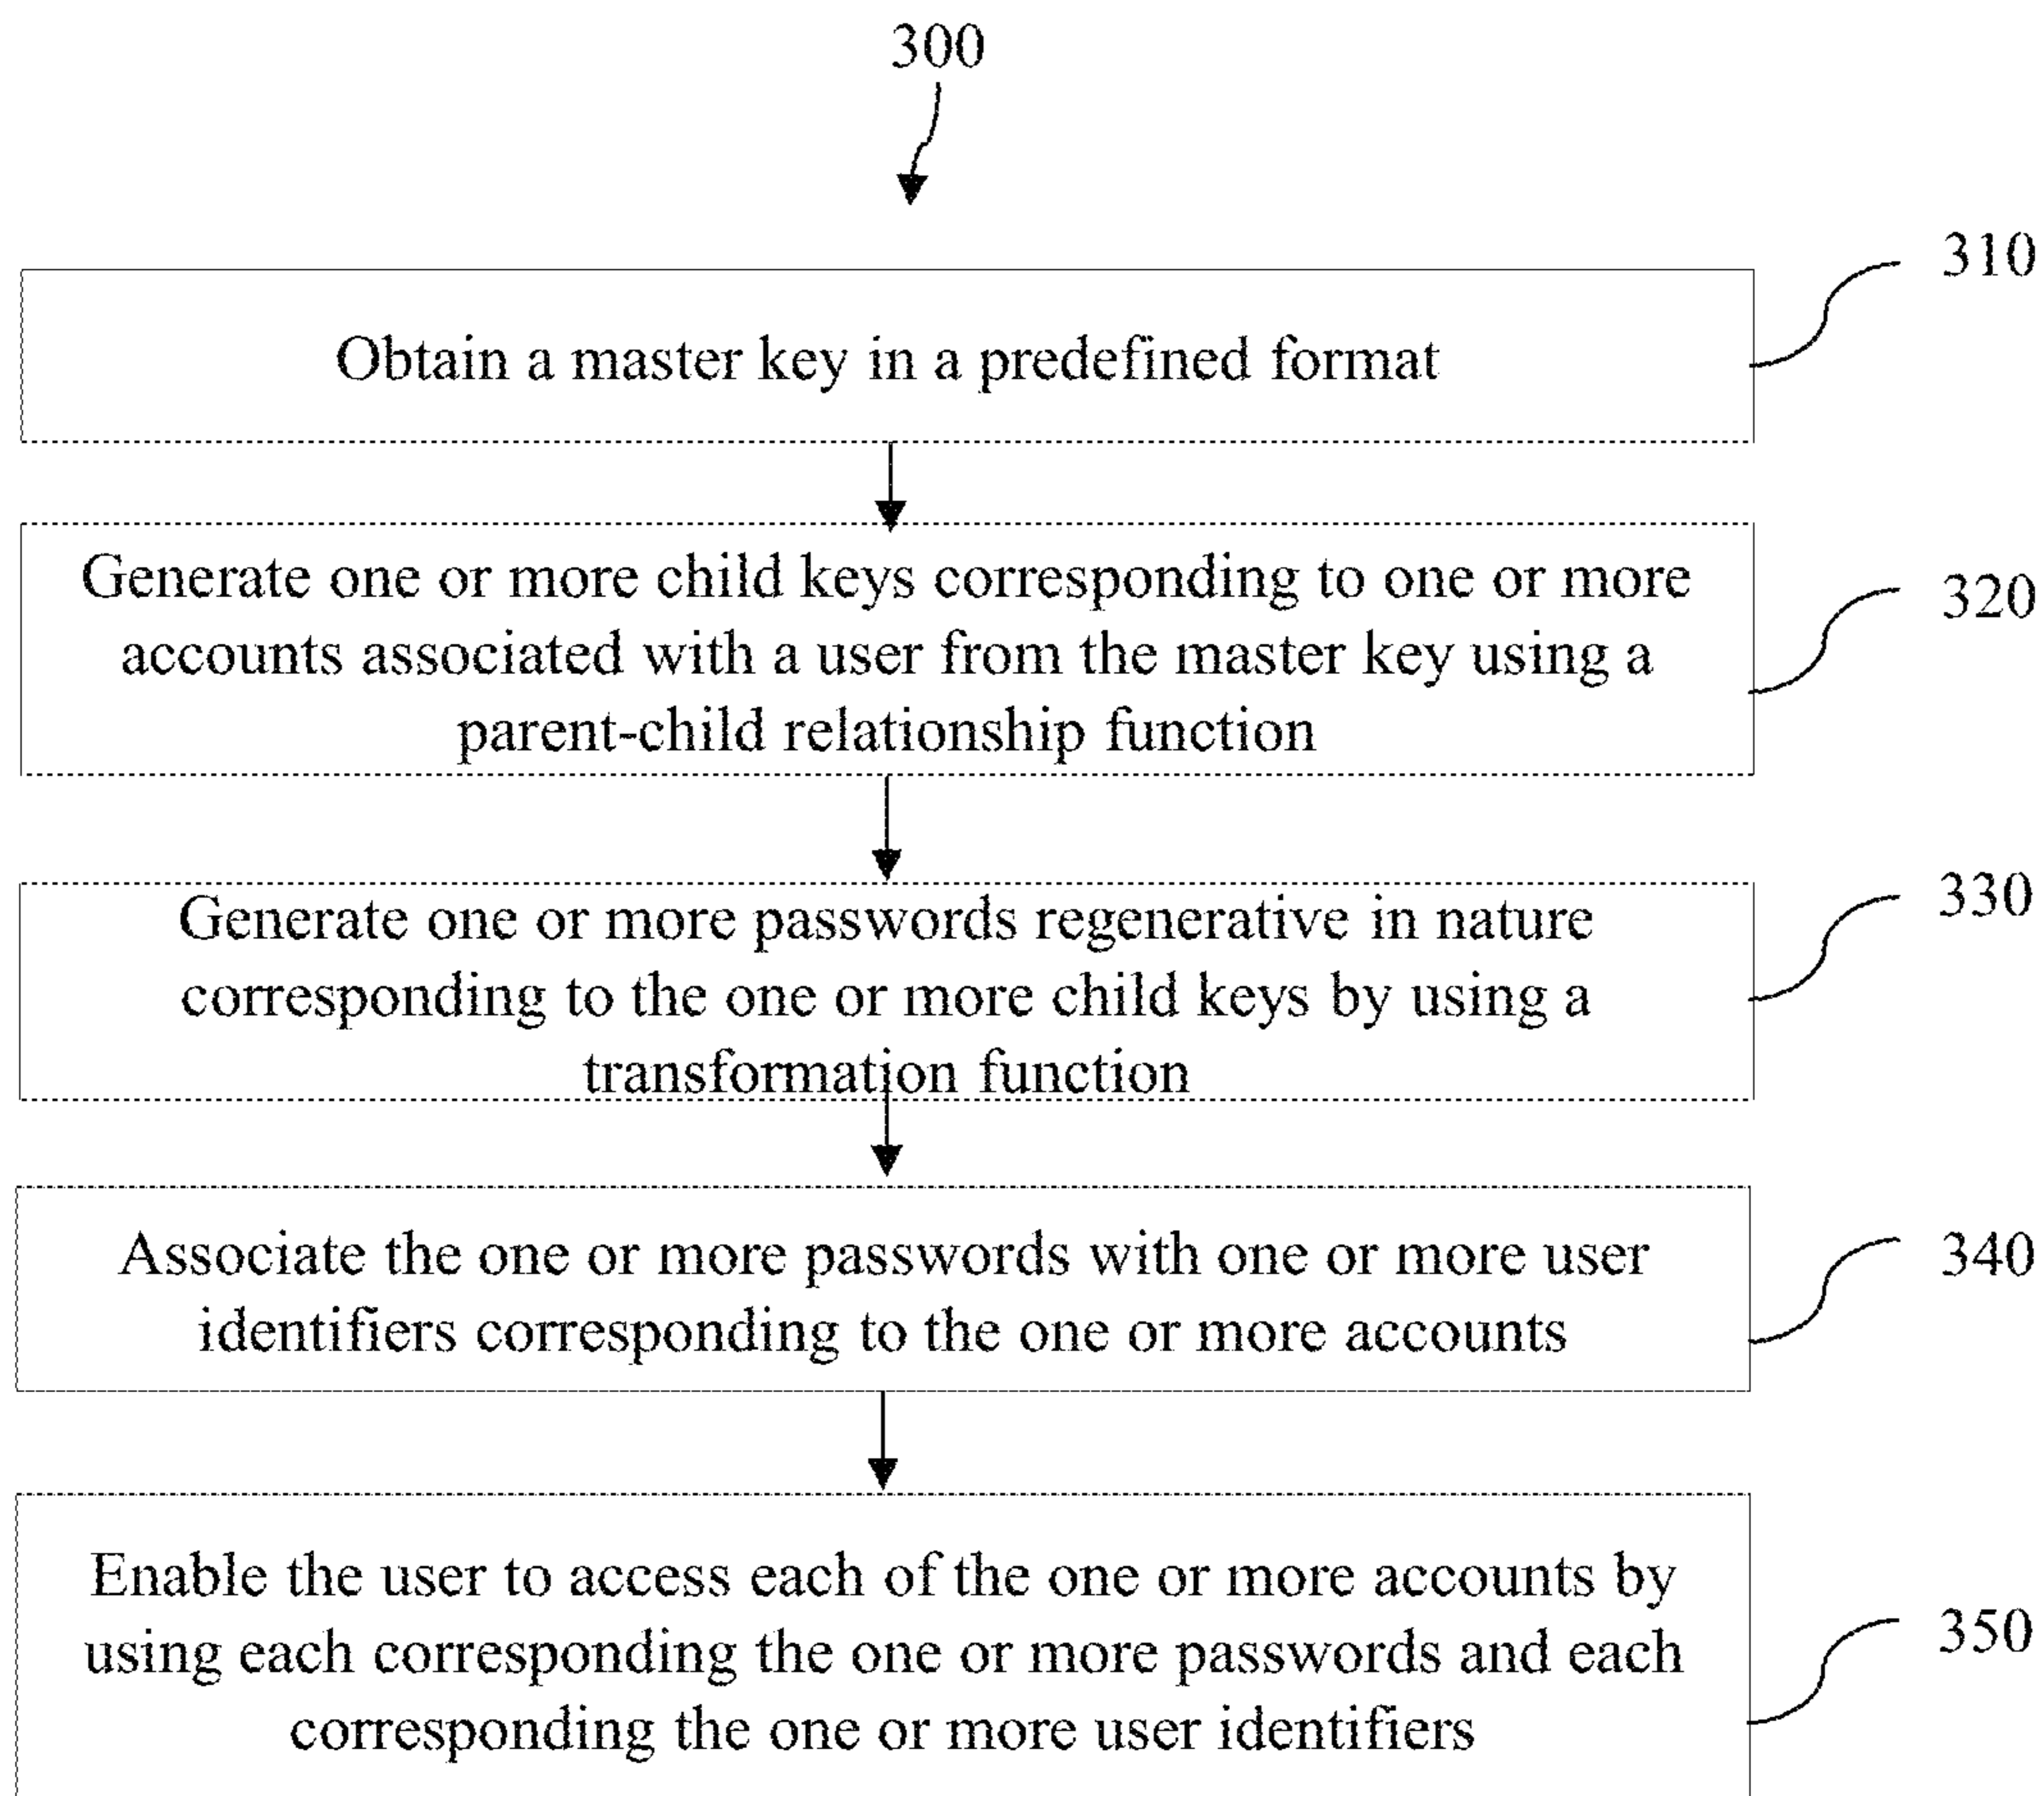 300
310
Obtain a master key in a predefined format
Generate one or more child keys corresponding to one or more
accounts associated with a user from the master key using a
parent-child relationship function
320
Generate one or more passwords regenerative in nature
corresponding to the one or more child keys by using a
transformation function
330
Associate the one or more passwords with one or more user
identifiers corresponding to the one or more accounts
340
Enable the user to access each of the one or more accounts by
using each corresponding the one or more passwords and each
corresponding the one or more user identifiers
350